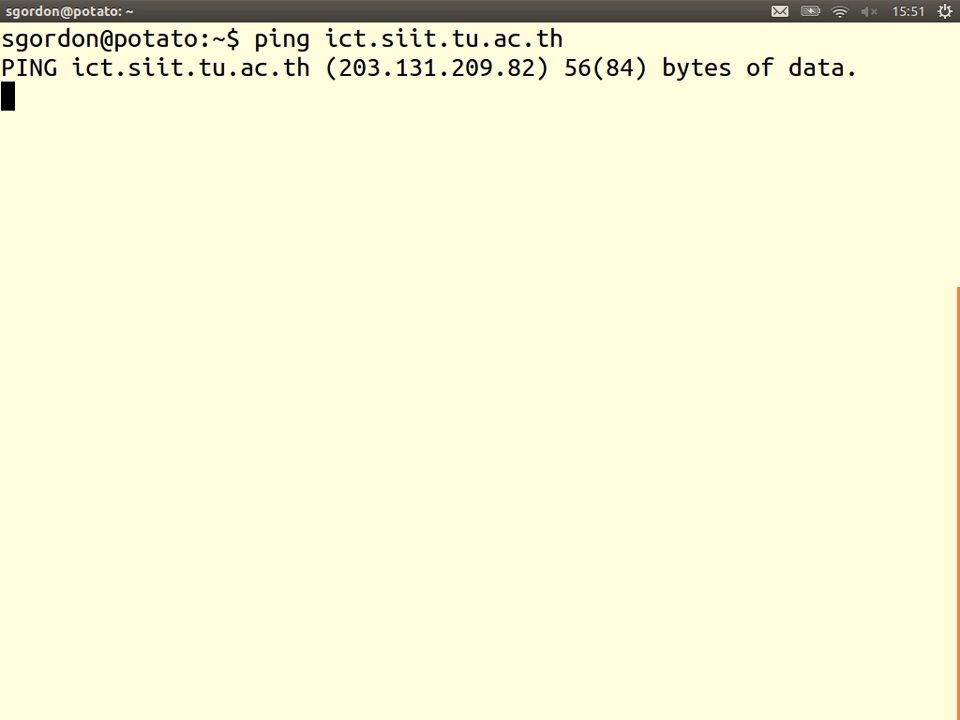 sgordon@potato: ~
15:51
sgordon@potato:~$ ping ict.siit.tu.ac.th
PING ict.siit.tu.ac.th (203.131.209.82) 56(84) bytes of data.